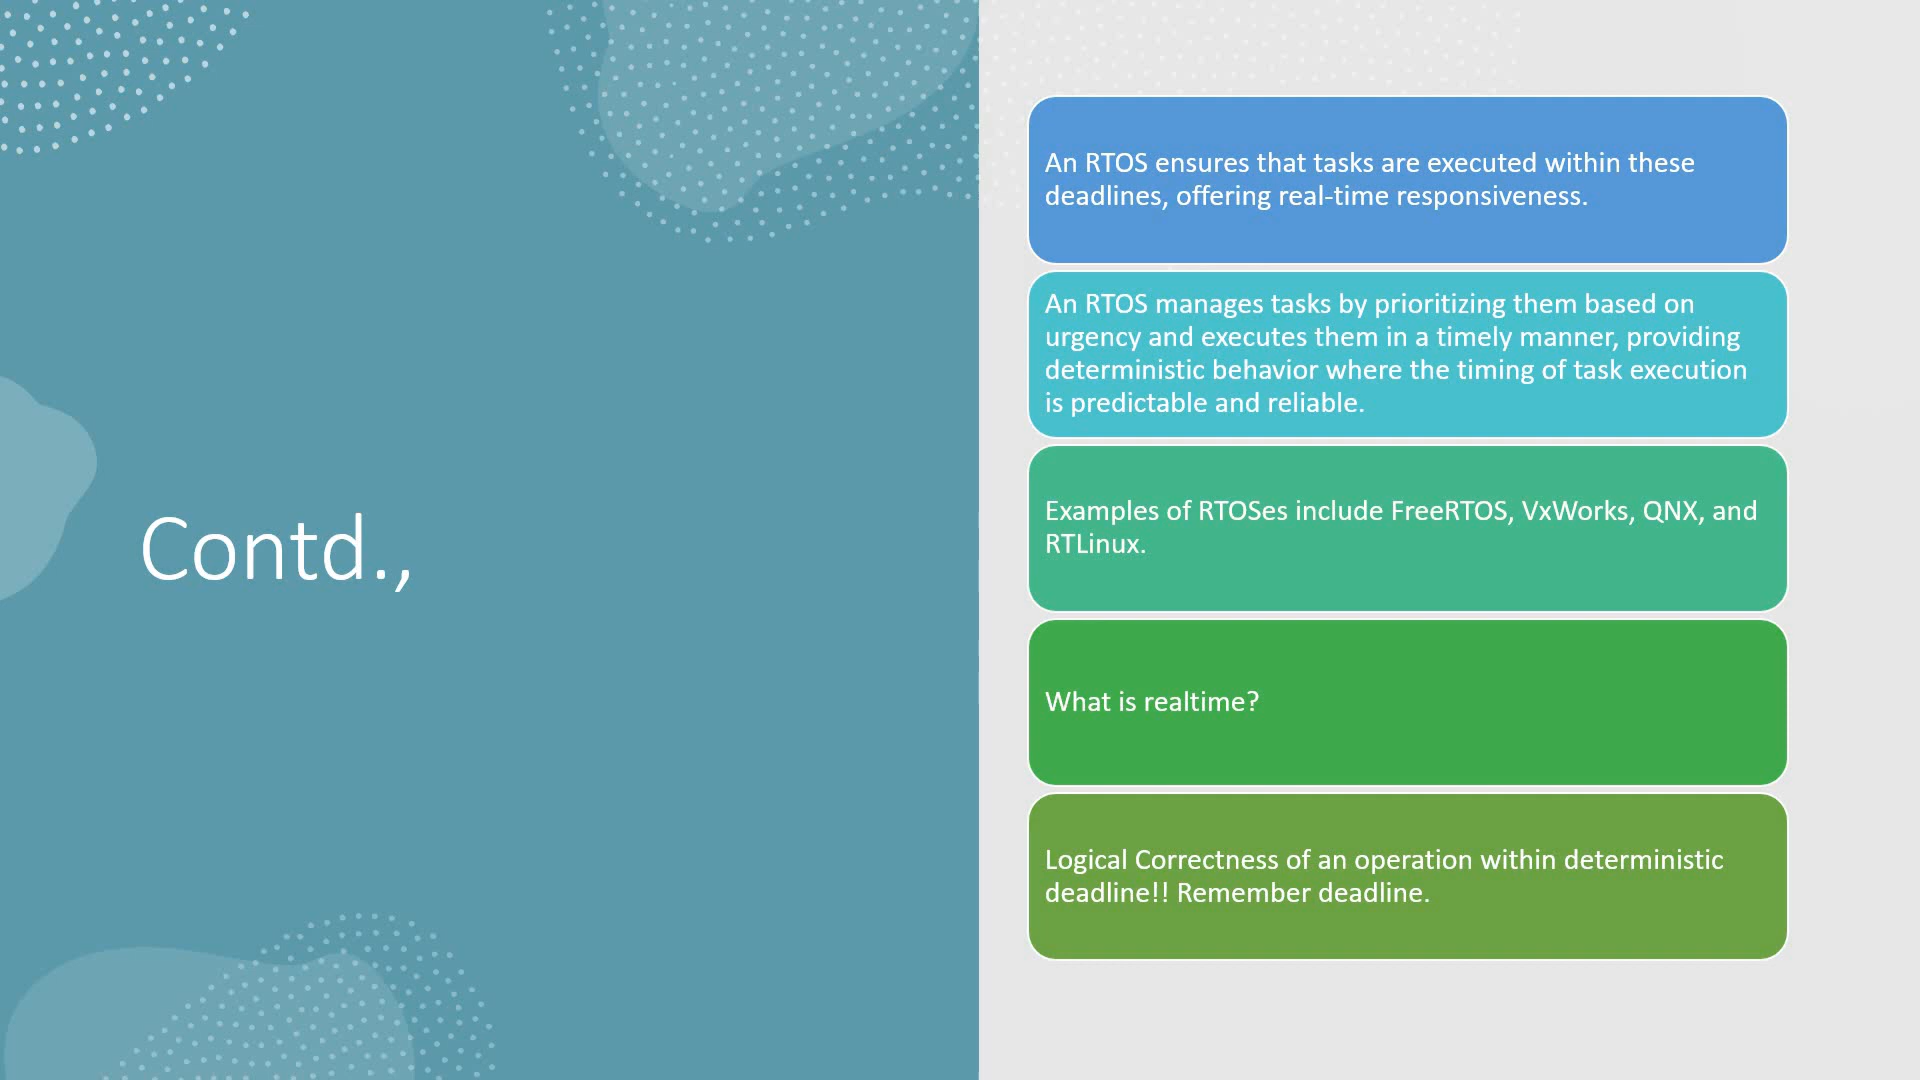 Contd.,
An RTOS ensures that tasks are executed within these
deadlines, offering real-time responsiveness.
An RTOS manages tasks by prioritizing them based on
urgency and executes them in a timely manner, providing
deterministic behavior where the timing of task execution
is predictable and reliable.
Examples of RTOSes include FreeRTOS, VxWorks, QNX, and
RTLinux.
What is realtime?
Logical Correctness of an operation within deterministic
deadline!! Remember deadline.